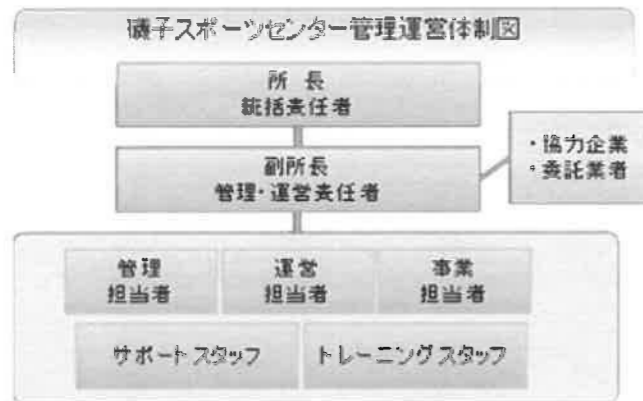 磯子スポーツセンター管理運営体制図
所 長
統括責任者
副所長
管理・運営責任者
・協力企業
・委託業者
管理
担当者
運営
担当者
事業
担当者
サポートスタッフ
トレーニングスタッフ